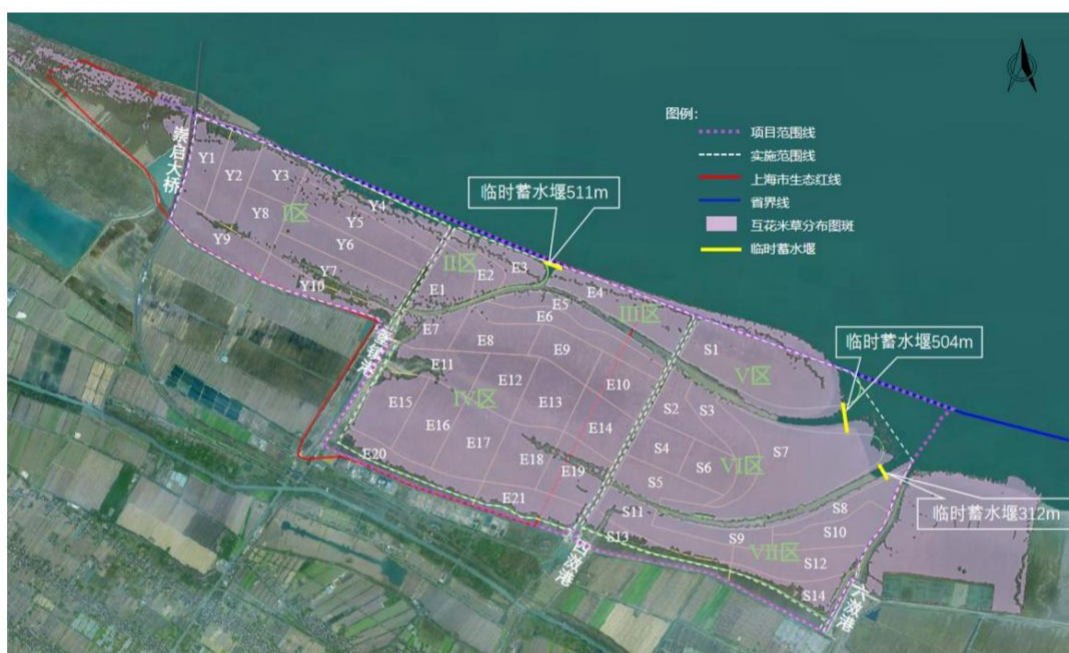 图例：
项目范围线
实施范围线
上海市生态红线
省界线
互花米草分布图斑
临时蓄水堰
临时蓄水堰511m
临时蓄水堰504m
临时蓄水堰312m
崇启大桥
Y1
Y2
Y3
Y4
Y5
Y6
Y7
Y8
Y9
Y10
I区
II区
E1
E2
E3
E4
E5
E6
E7
E8
E9
E10
E11
E12
E13
E14
E15
E16
E17
E18
E19
E20
E21
III区
IV区
S1
S2
S3
S4
S5
S6
S7
S8
S9
S10
S11
S12
S13
S14
V区
VI区
VII区
四滧港
六滧港